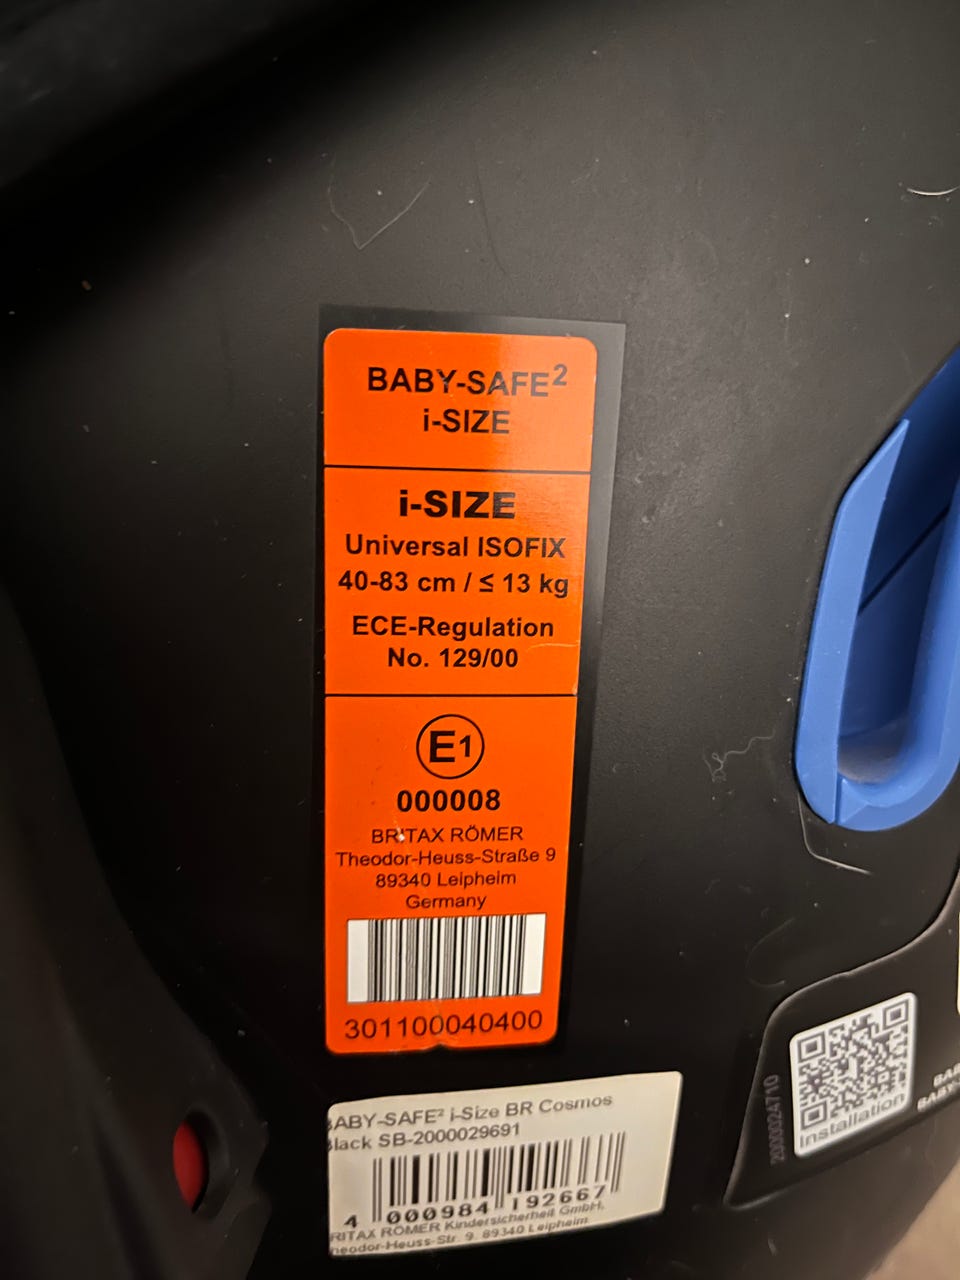 BABY-SAFE²
i-SIZE
i-SIZE
Universal ISOFIX
40-83 cm / ≤ 13 kg
ECE-Regulation
No. 129/00
E1
000008
BRITAX RÖMER
Theodor-Heuss-Straße 9
89340 Leipheim
Germany
301100040400
BABY-SAFE² i-Size BR Cosmos
Black SB-2000029691
4 000984 192667
RITAX RÖMER Kindersicherheit GmbH,
heodor-Heuss-Str. 9, 89340 Leipheim
2000024710
Installation